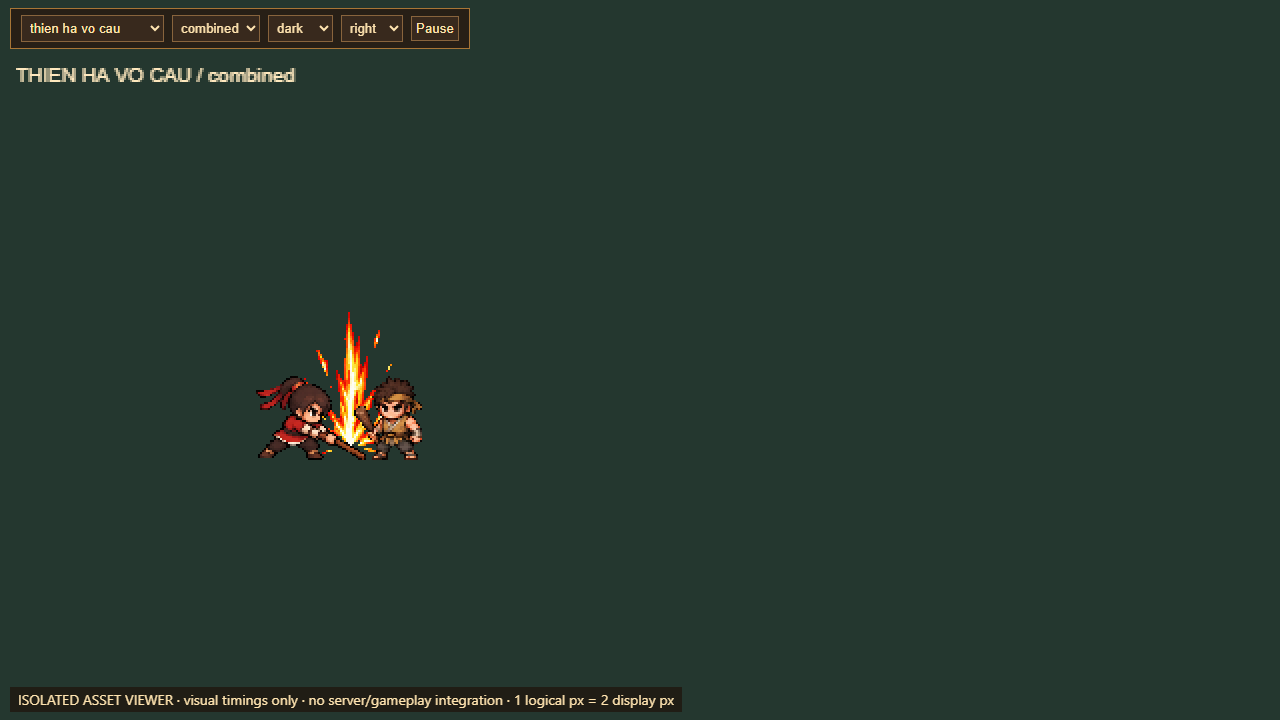 thien ha vo cau combined dark right Pause
THIEN HA VO CAU / combined
ISOLATED ASSET VIEWER · visual timings only · no server/gameplay integration · 1 logical px = 2 display px